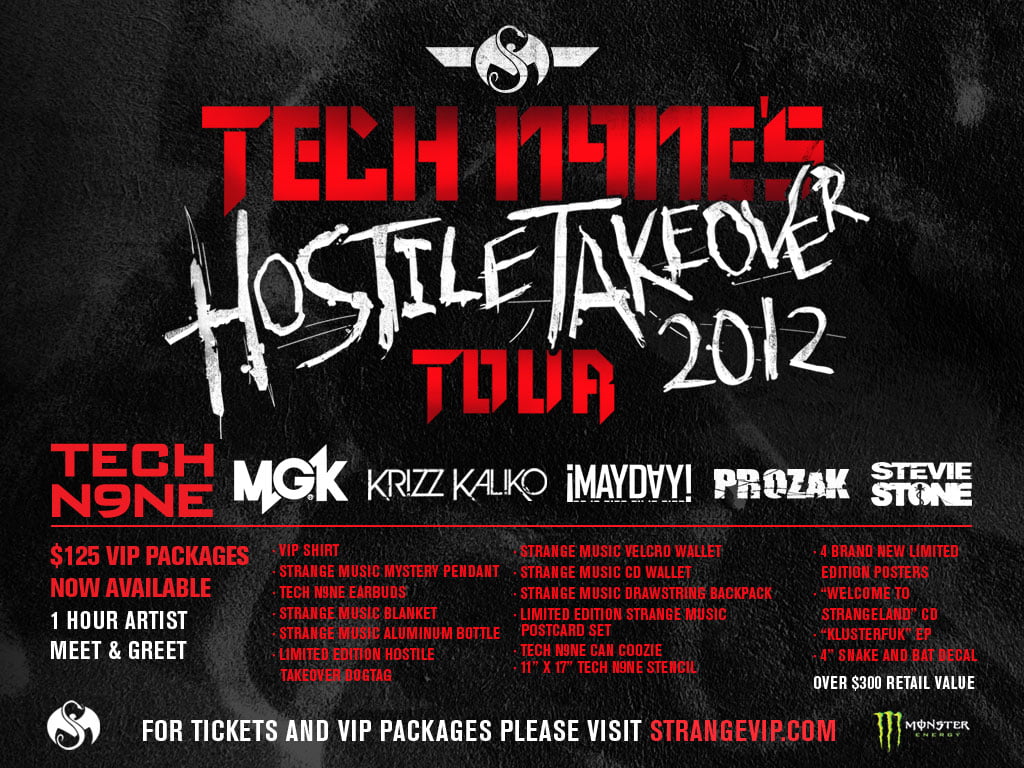 TECH N9NE'S
HOSTILE TAKEOVER
2012
TOUR
TECH
N9NE
MGK
KRIZZ KALIKO
¡MAYDAY!
PROZAK
STEVIE
STONE
$125 VIP PACKAGES
NOW AVAILABLE
1 HOUR ARTIST
MEET & GREET
· VIP SHIRT
· STRANGE MUSIC MYSTERY PENDANT
· TECH N9NE EARBUDS
· STRANGE MUSIC BLANKET
· STRANGE MUSIC ALUMINUM BOTTLE
· LIMITED EDITION HOSTILE
TAKEOVER DOGTAG
· STRANGE MUSIC VELCRO WALLET
· STRANGE MUSIC CD WALLET
· STRANGE MUSIC DRAWSTRING BACKPACK
· LIMITED EDITION STRANGE MUSIC
POSTCARD SET
· TECH N9NE CAN COOZIE
· 11” X 17” TECH N9NE STENCIL
· 4 BRAND NEW LIMITED
EDITION POSTERS
· “WELCOME TO
STRANGELAND” CD
· “KLUSTERFUK” EP
· 4” SNAKE AND BAT DECAL
OVER $300 RETAIL VALUE
FOR TICKETS AND VIP PACKAGES PLEASE VISIT STRANGEVIP.COM
MONSTER
ENERGY